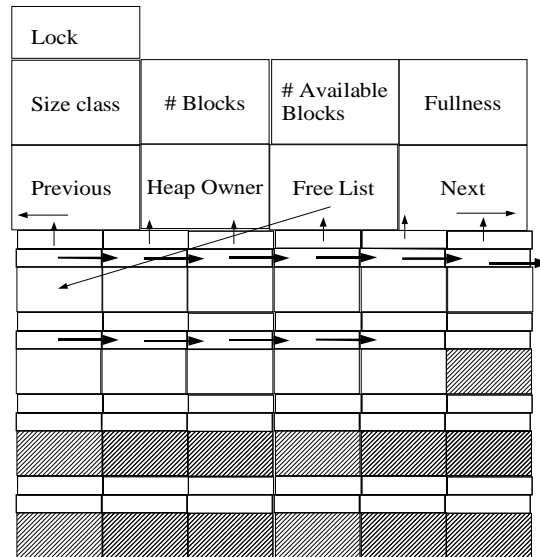 Lock
Size class
# Blocks
# Available
Blocks
Fullness
Previous
Heap Owner
Free List
Next